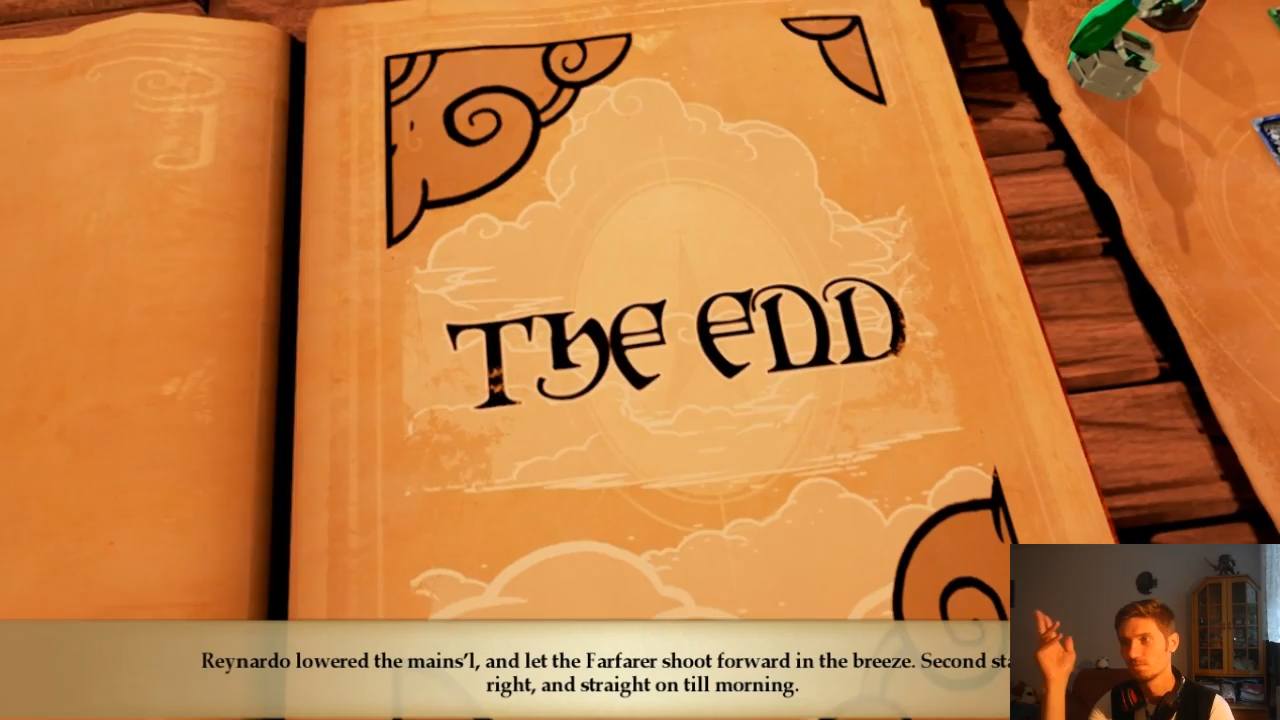 The End
Reynardo lowered the mains'l, and let the Farfarer shoot forward in the breeze. Second
right, and straight on till morning.